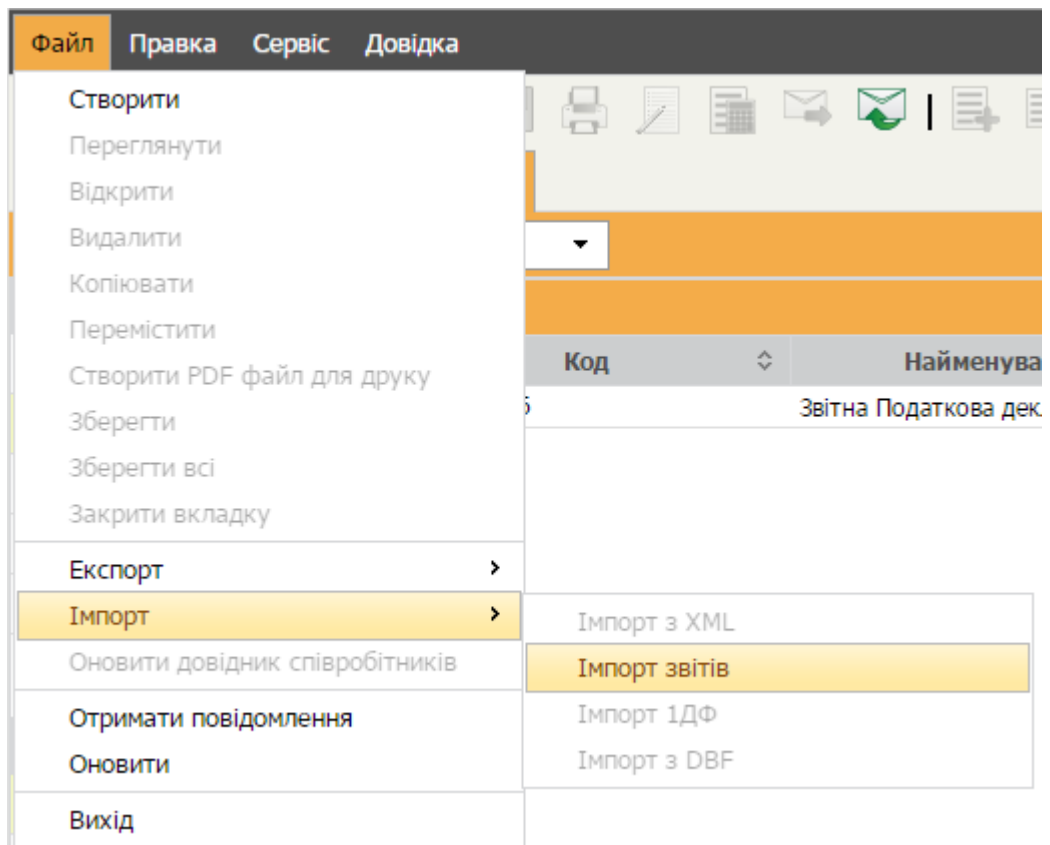 Файл Правка Сервіс Довідка
Створити
Переглянути
Відкрити
Видалити
Копіювати
Перемістити
Створити PDF файл для друку
Зберегти
Зберегти всі
Закрити вкладку
Експорт
Імпорт
Оновити довідник співробітників
Отримати повідомлення
Оновити
Вихід
Імпорт з XML
Імпорт звітів
Імпорт 1ДФ
Імпорт з DBF
Код Найменува
Звітна Податкова дек